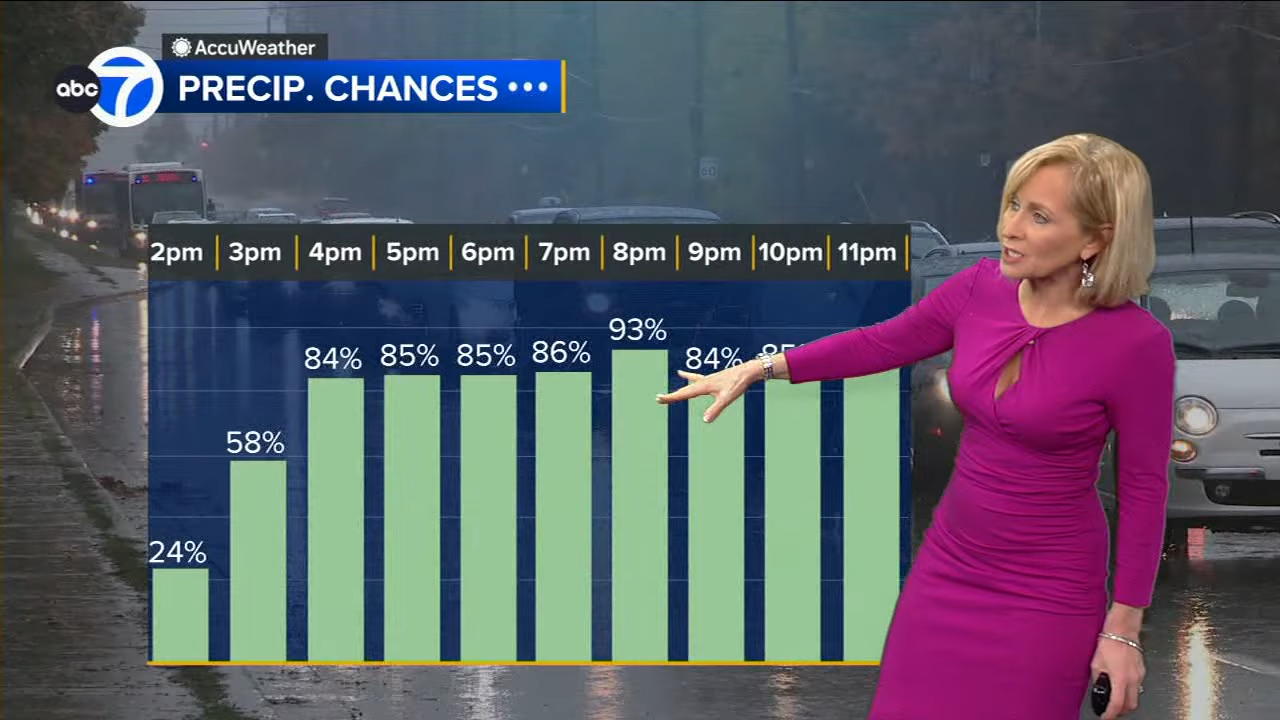 AccuWeather
abc 7
PRECIP. CHANCES •••
2pm 3pm 4pm 5pm 6pm 7pm 8pm 9pm 10pm 11pm
93%
84% 85% 85% 86% 84%
58%
24%
60